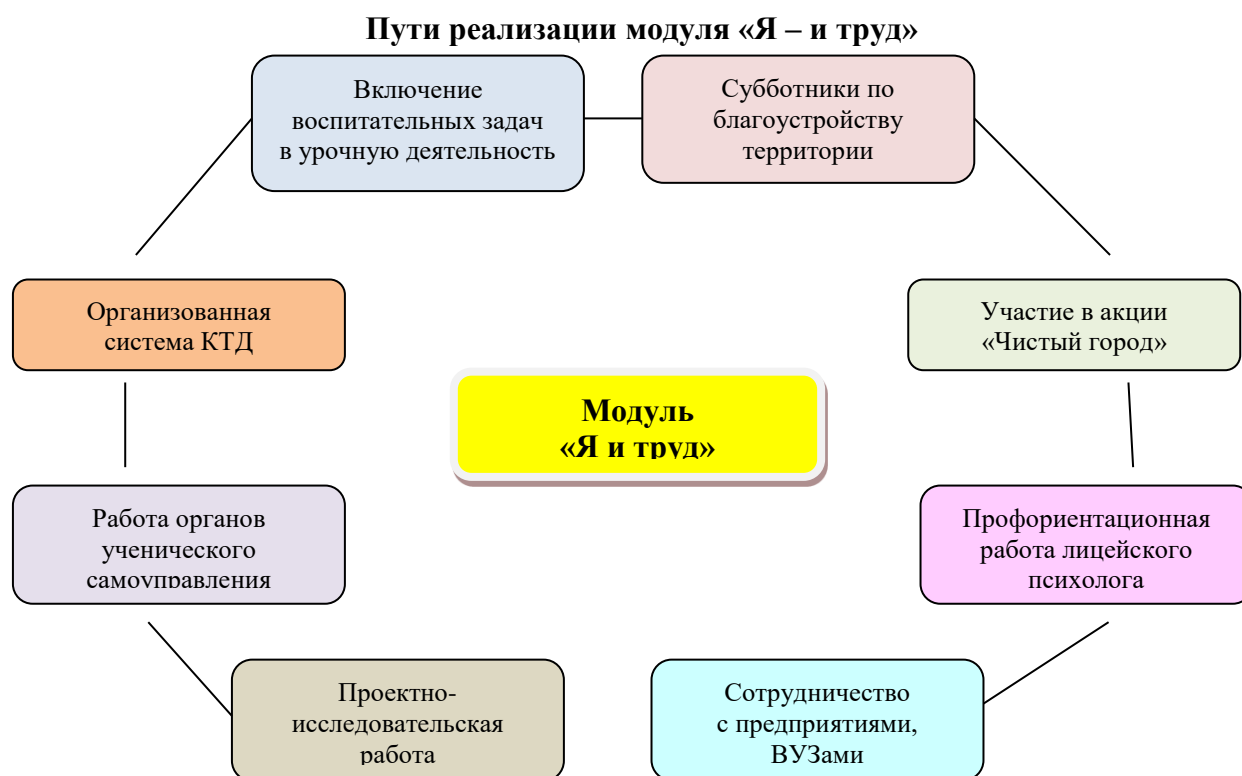 Пути реализации модуля «Я – и труд»
Включение
воспитательных задач
в урочную деятельность
Субботники по
благоустройству
территории
Организованная
система КТД
Участие в акции
«Чистый город»
Модуль
«Я и труд»
Работа органов
ученического
самоуправления
Профориентационная
работа лицейского
психолога
Проектно-
исследовательская
работа
Сотрудничество
с предприятиями,
ВУЗами